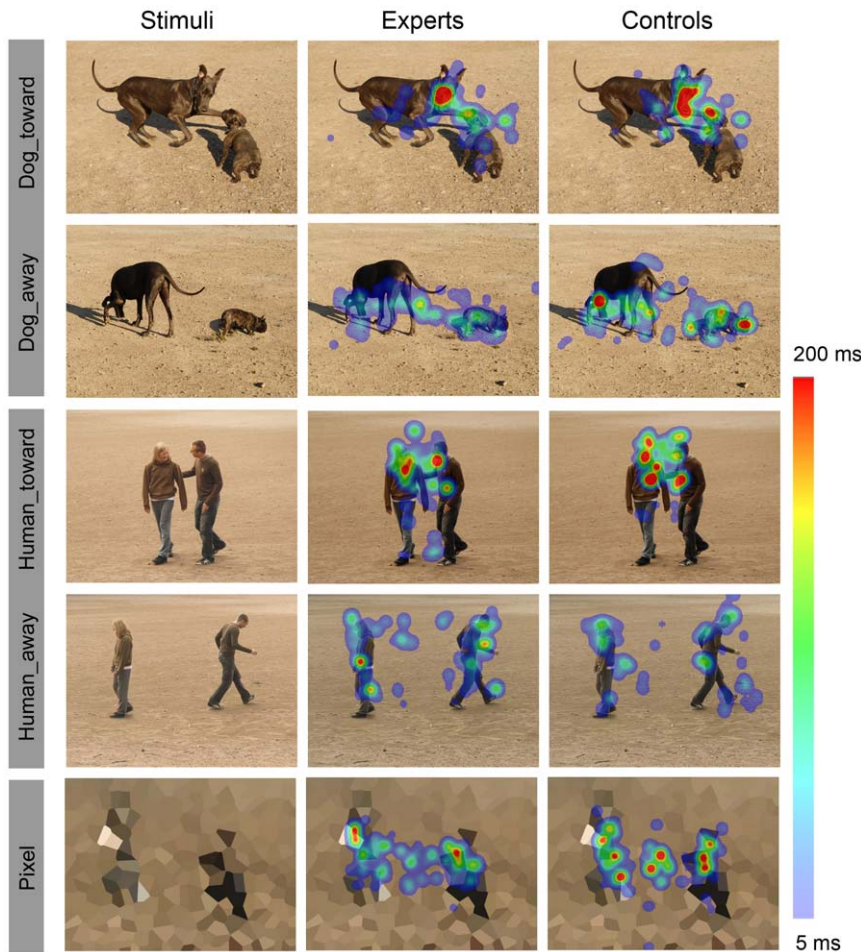 Stimuli Experts Controls
Dog_toward
Dog_away
200 ms
Human_toward
Human_away
Pixel
5 ms